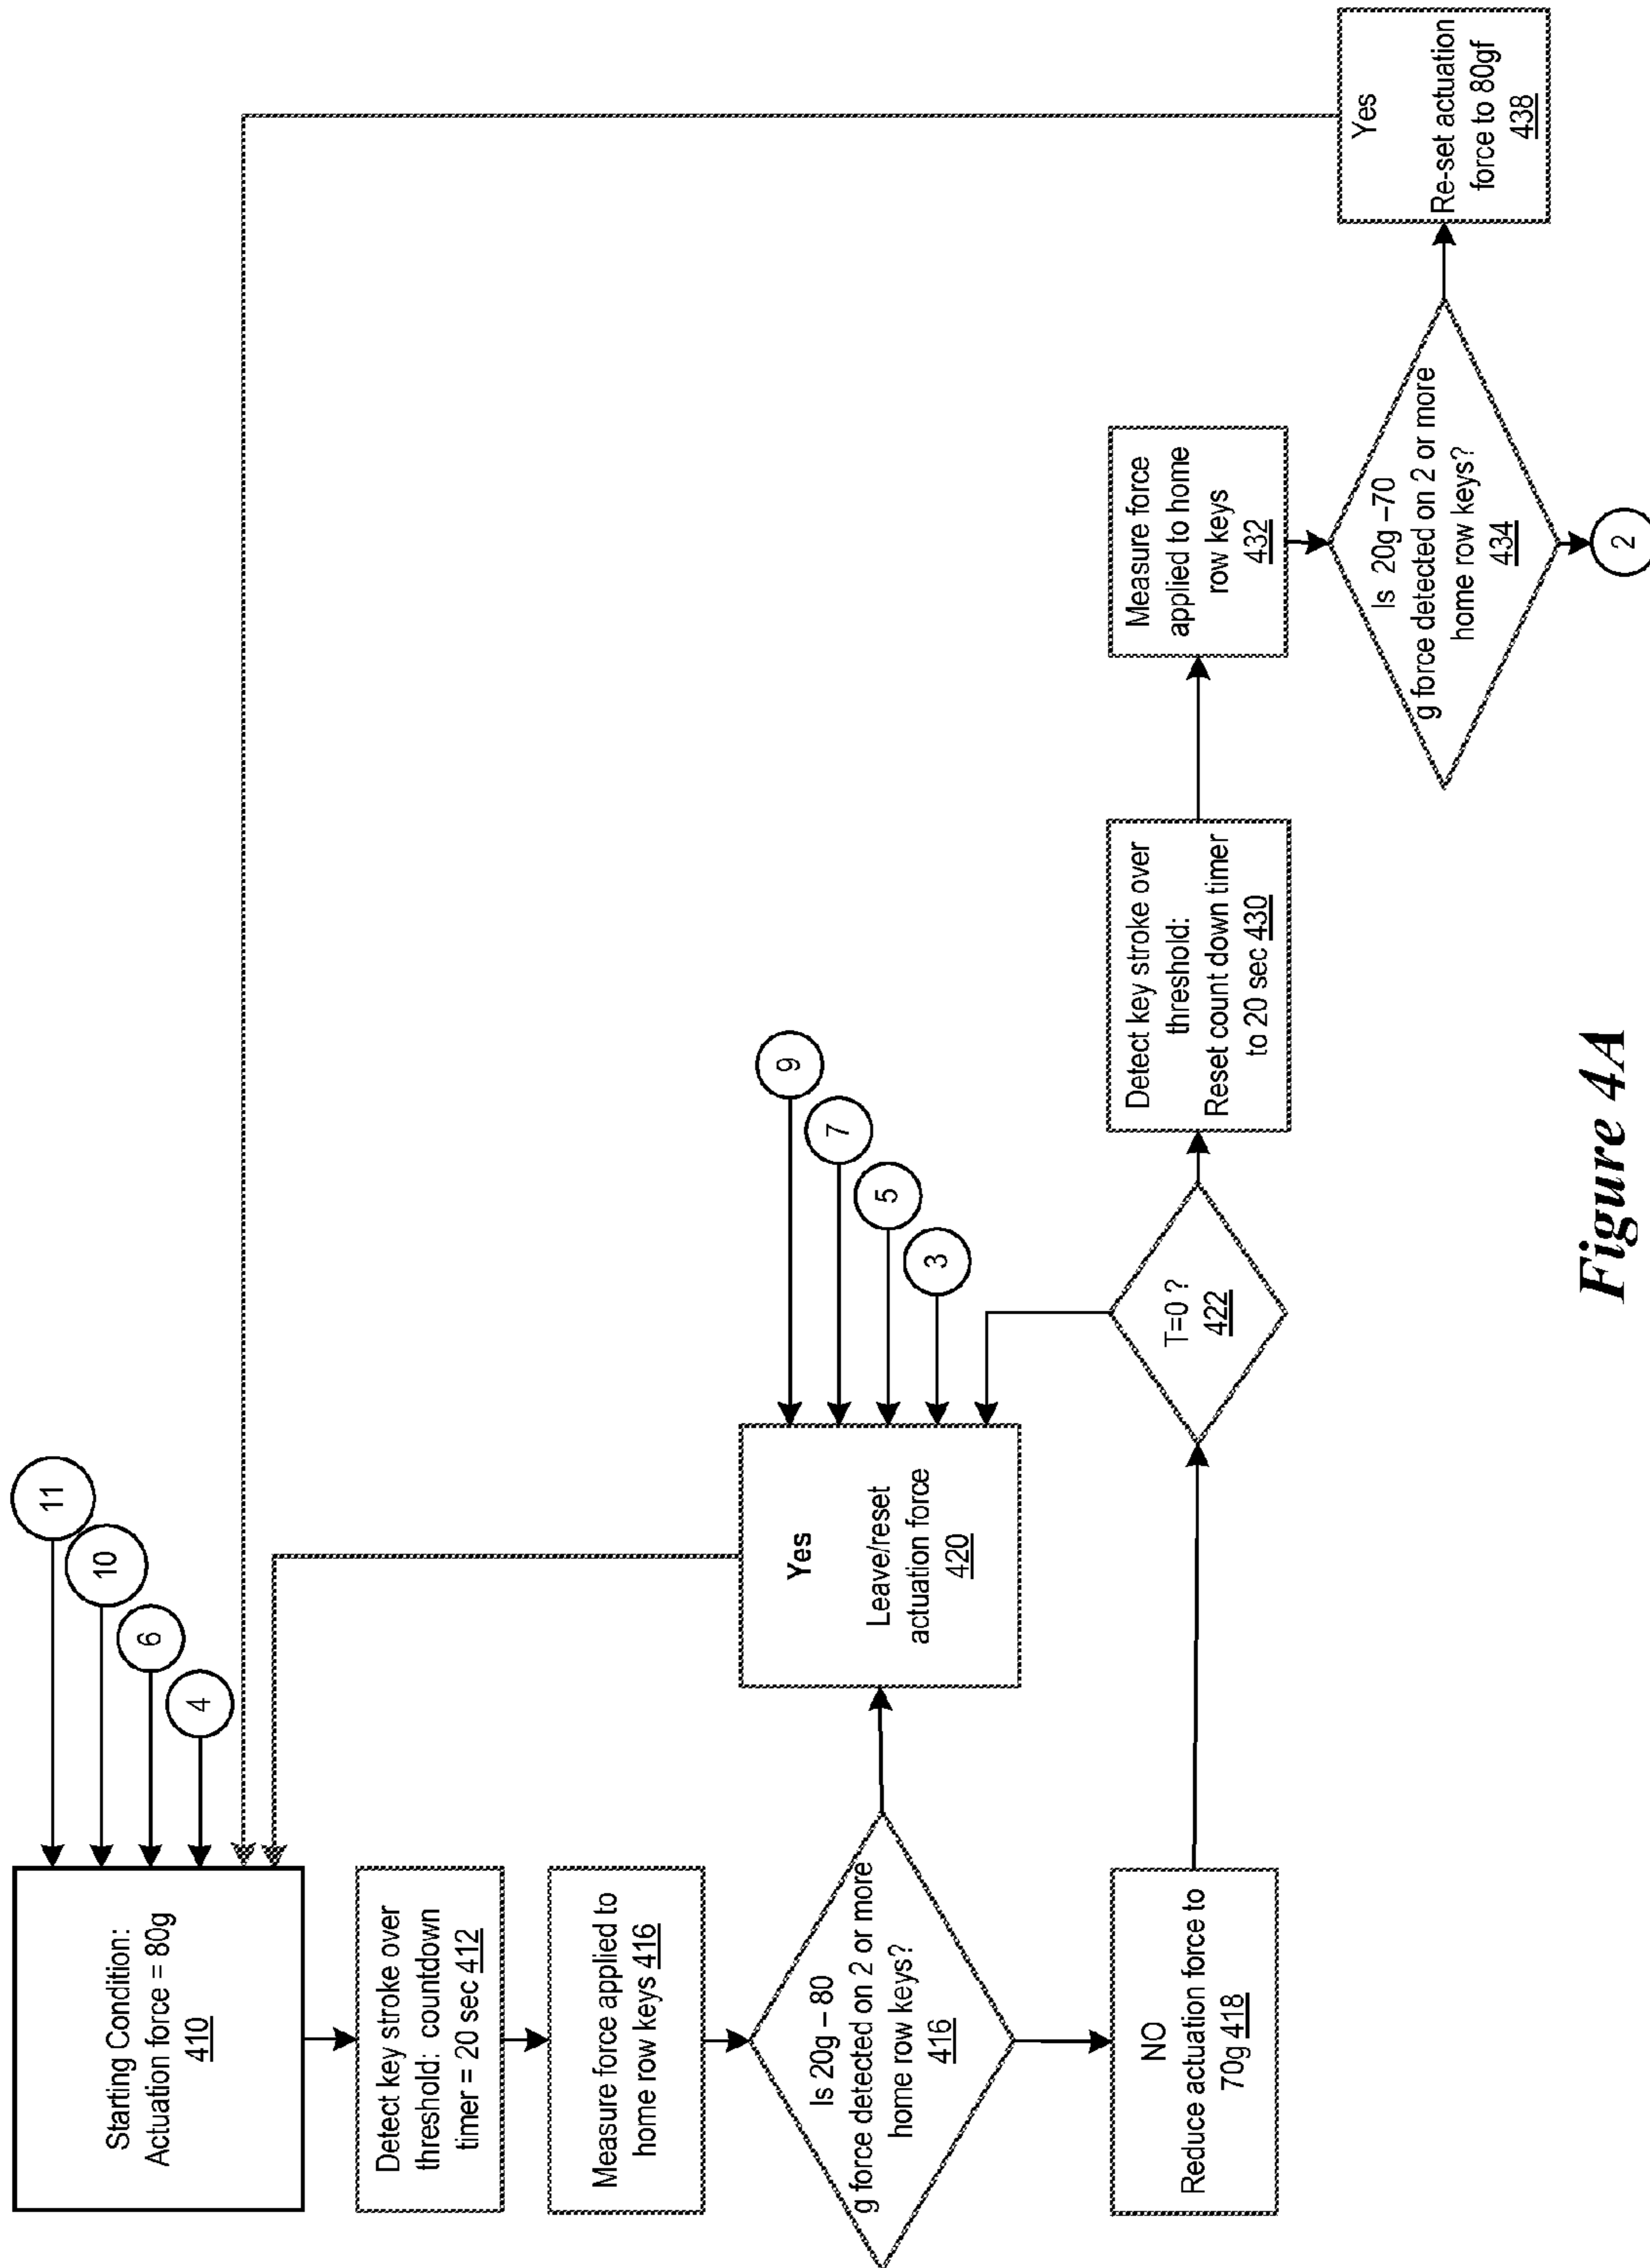 Starting Condition:
Actuation force = 80g
410
11
10
6
4
Detect key stroke over
threshold: countdown
timer = 20 sec 412
Measure force applied to
home row keys 416
Is 20g – 80
g force detected on 2 or more
home row keys?
416
Yes
Leave/reset
actuation force
420
9
7
5
3
NO
Reduce actuation force to
70g 418
T=0 ?
422
Detect key stroke over
threshold:
Reset count down timer
to 20 sec 430
Measure force
applied to home
row keys
432
Is 20g –70
g force detected on 2 or more
home row keys?
434
2
Yes
Re-set actuation
force to 80gf
438
Figure 4A